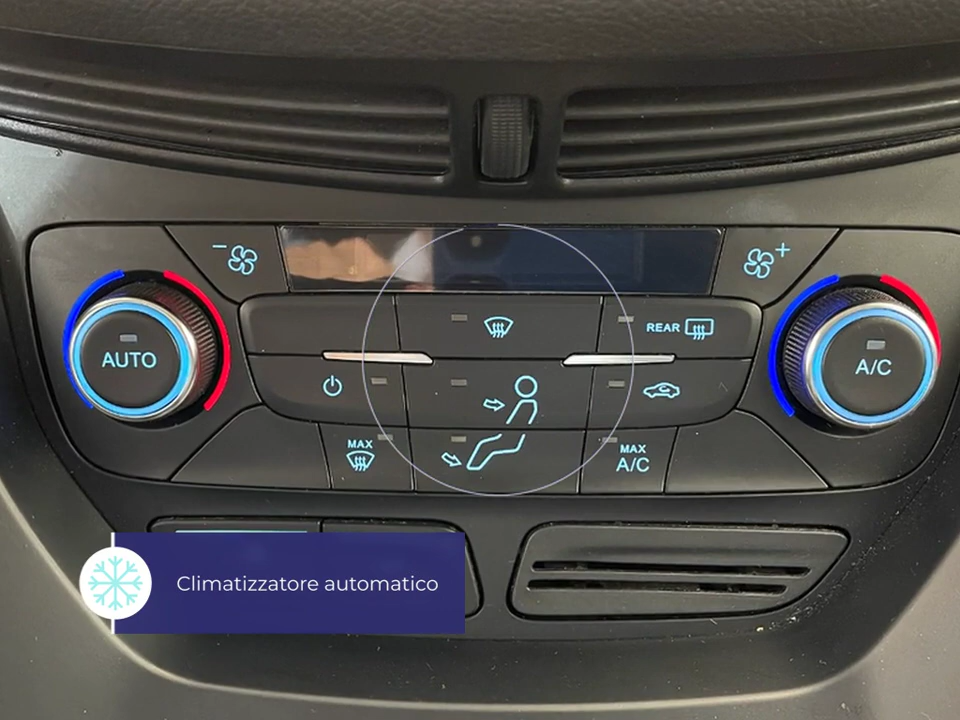 REAR
AUTO
A/C
MAX
MAX
A/C
Climatizzatore automatico